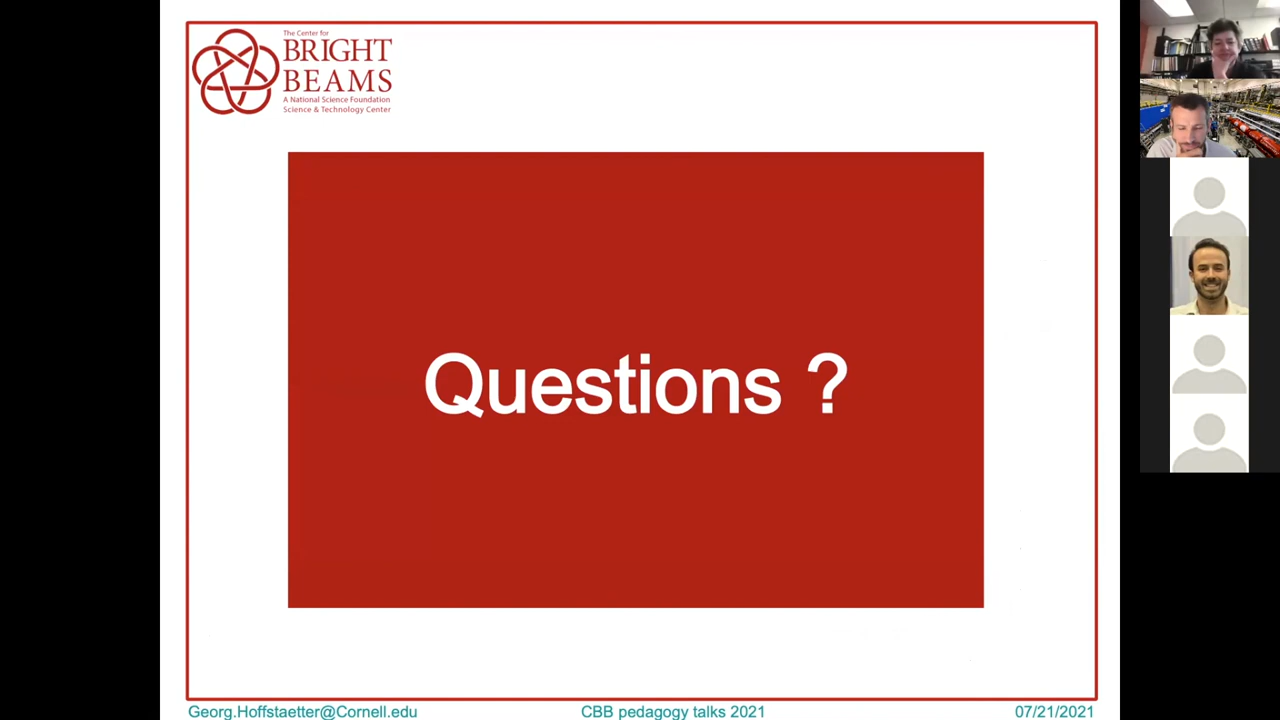 The Center for
BRIGHT
BEAMS
A National Science Foundation
Science & Technology Center
Questions ?
Georg.Hoffstaetter@Cornell.edu
CBB pedagogy talks 2021
07/21/2021